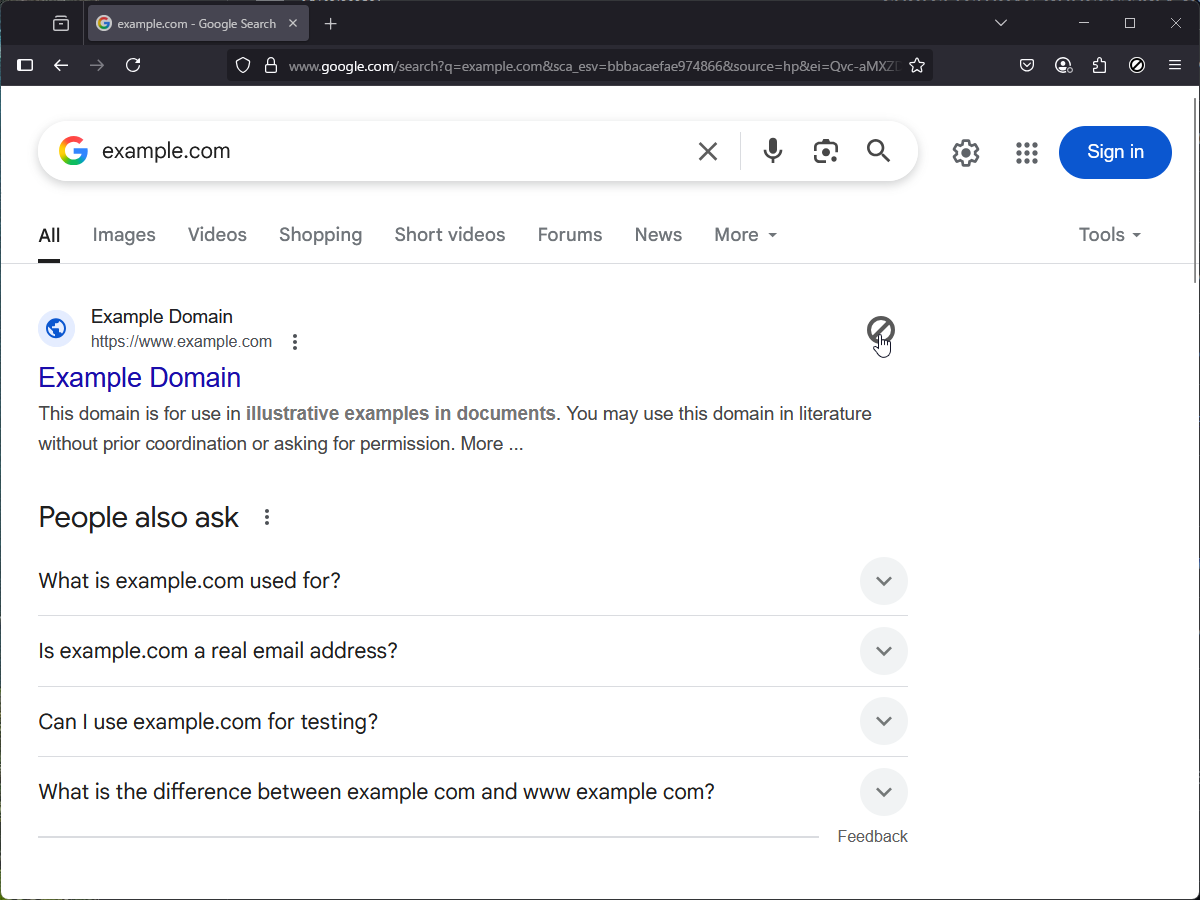 example.com - Google Search
www.google.com/search?q=example.com&sca_esv=bbbacaefae974866&source=hp&ei=Qvc-aMXZ
example.com
Sign in
All Images Videos Shopping Short videos Forums News More Tools
Example Domain
https://www.example.com
Example Domain
This domain is for use in illustrative examples in documents. You may use this domain in literature
without prior coordination or asking for permission. More ...
People also ask
What is example.com used for?
Is example.com a real email address?
Can I use example.com for testing?
What is the difference between example com and www example com?
Feedback